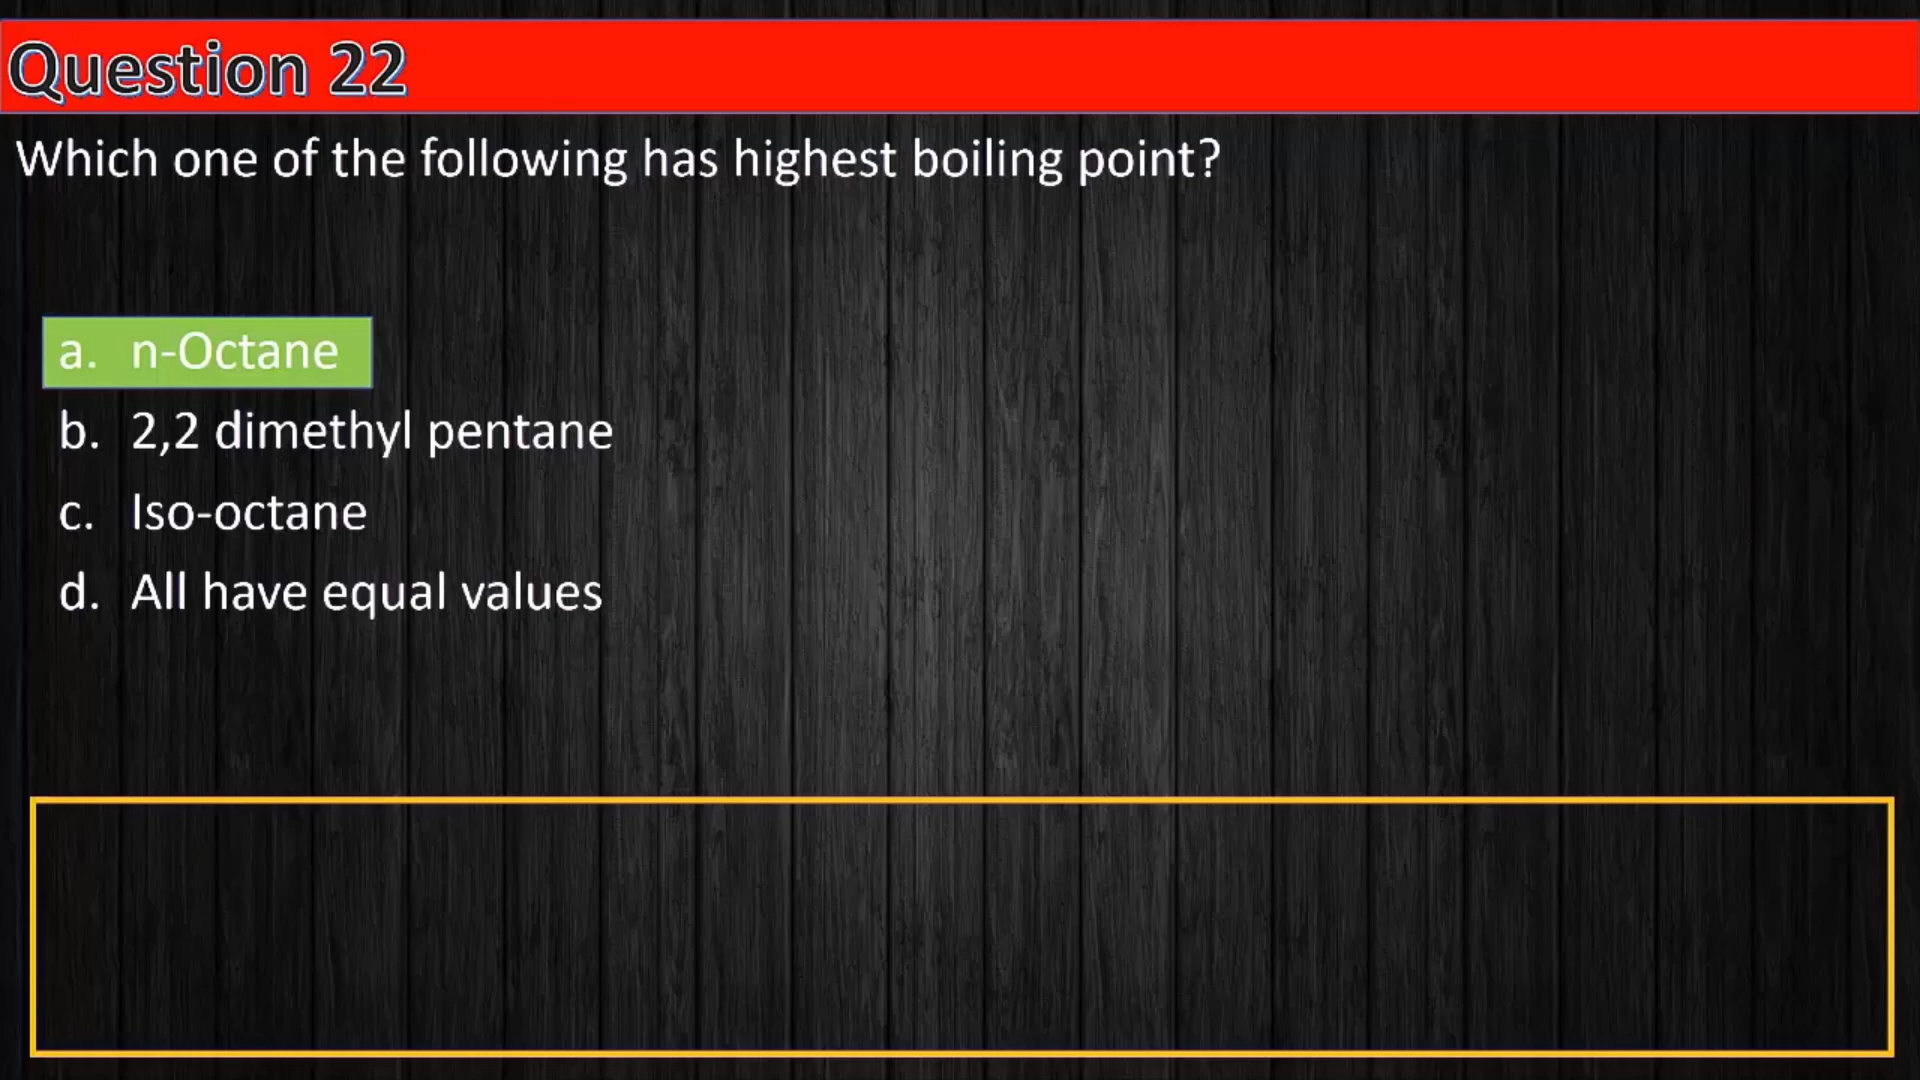 Question 22
Which one of the following has highest boiling point?
a. n-Octane
b. 2,2 dimethyl pentane
c. Iso-octane
d. All have equal values